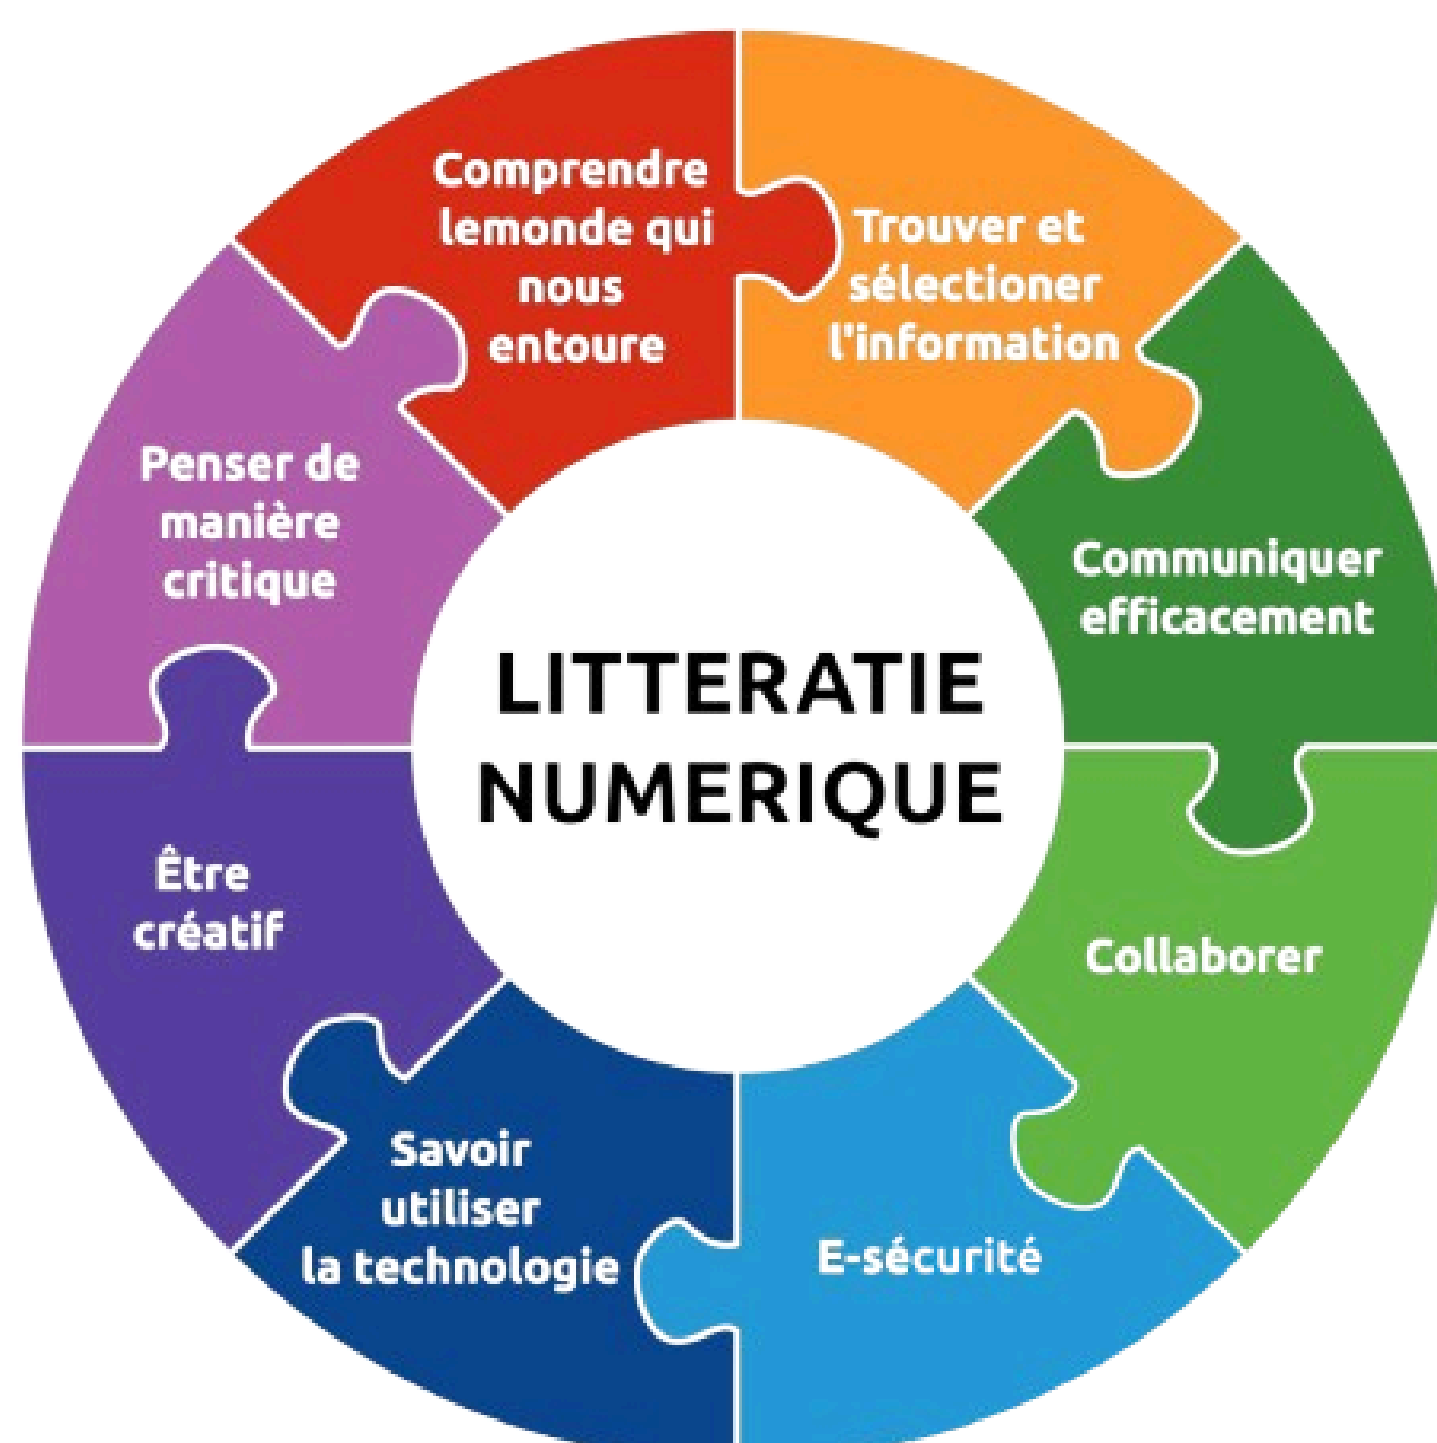 Comprendre
lemonde qui
nous
entoure
Trouver et
sélectioner
l'information
Communiquer
efficacement
Collaborer
E-sécurité
Savoir
utiliser
la technologie
Être
créatif
Penser de
manière
critique
LITTERATIE
NUMERIQUE